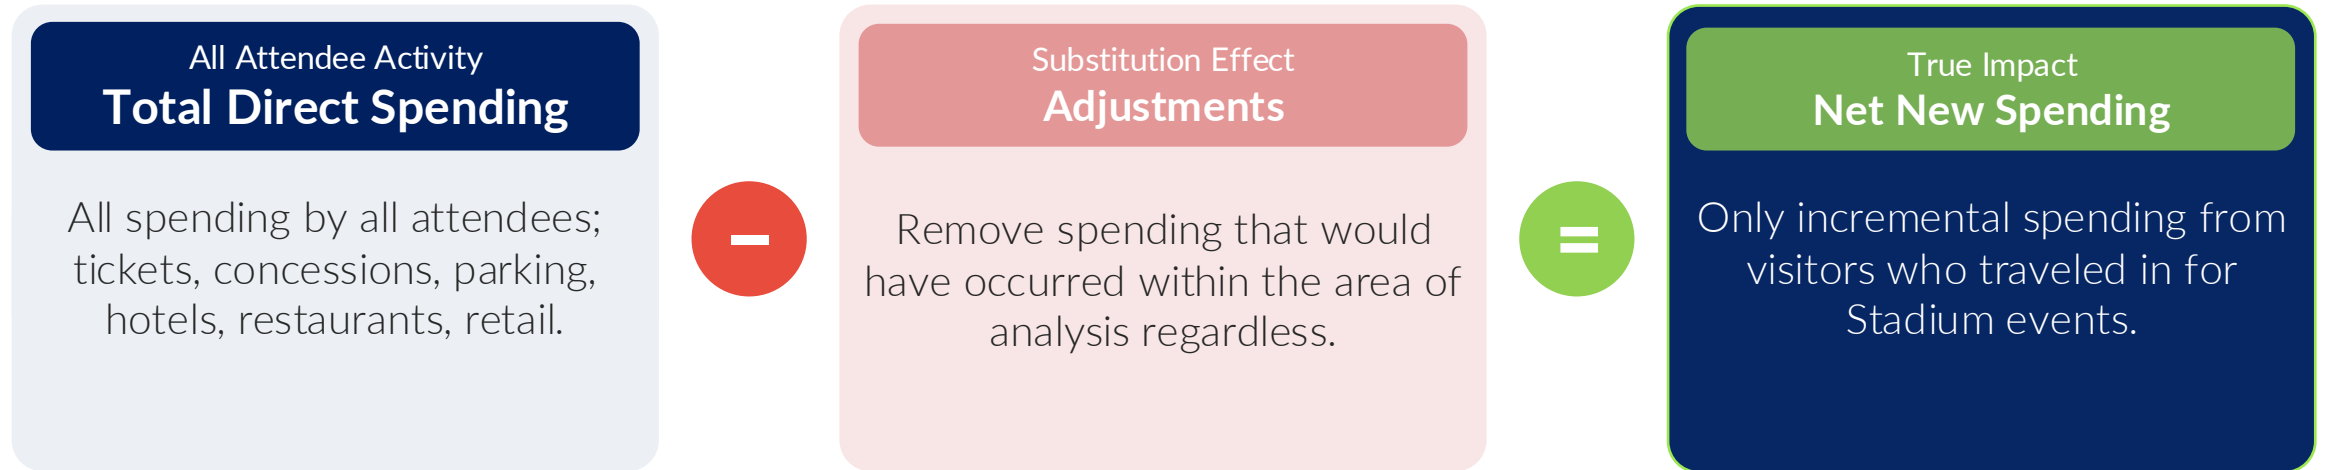 All Attendee Activity
Total Direct Spending
All spending by all attendees;
tickets, concessions, parking,
hotels, restaurants, retail.
–
Substitution Effect
Adjustments
Remove spending that would
have occurred within the area of
analysis regardless.
=
True Impact
Net New Spending
Only incremental spending from
visitors who traveled in for
Stadium events.